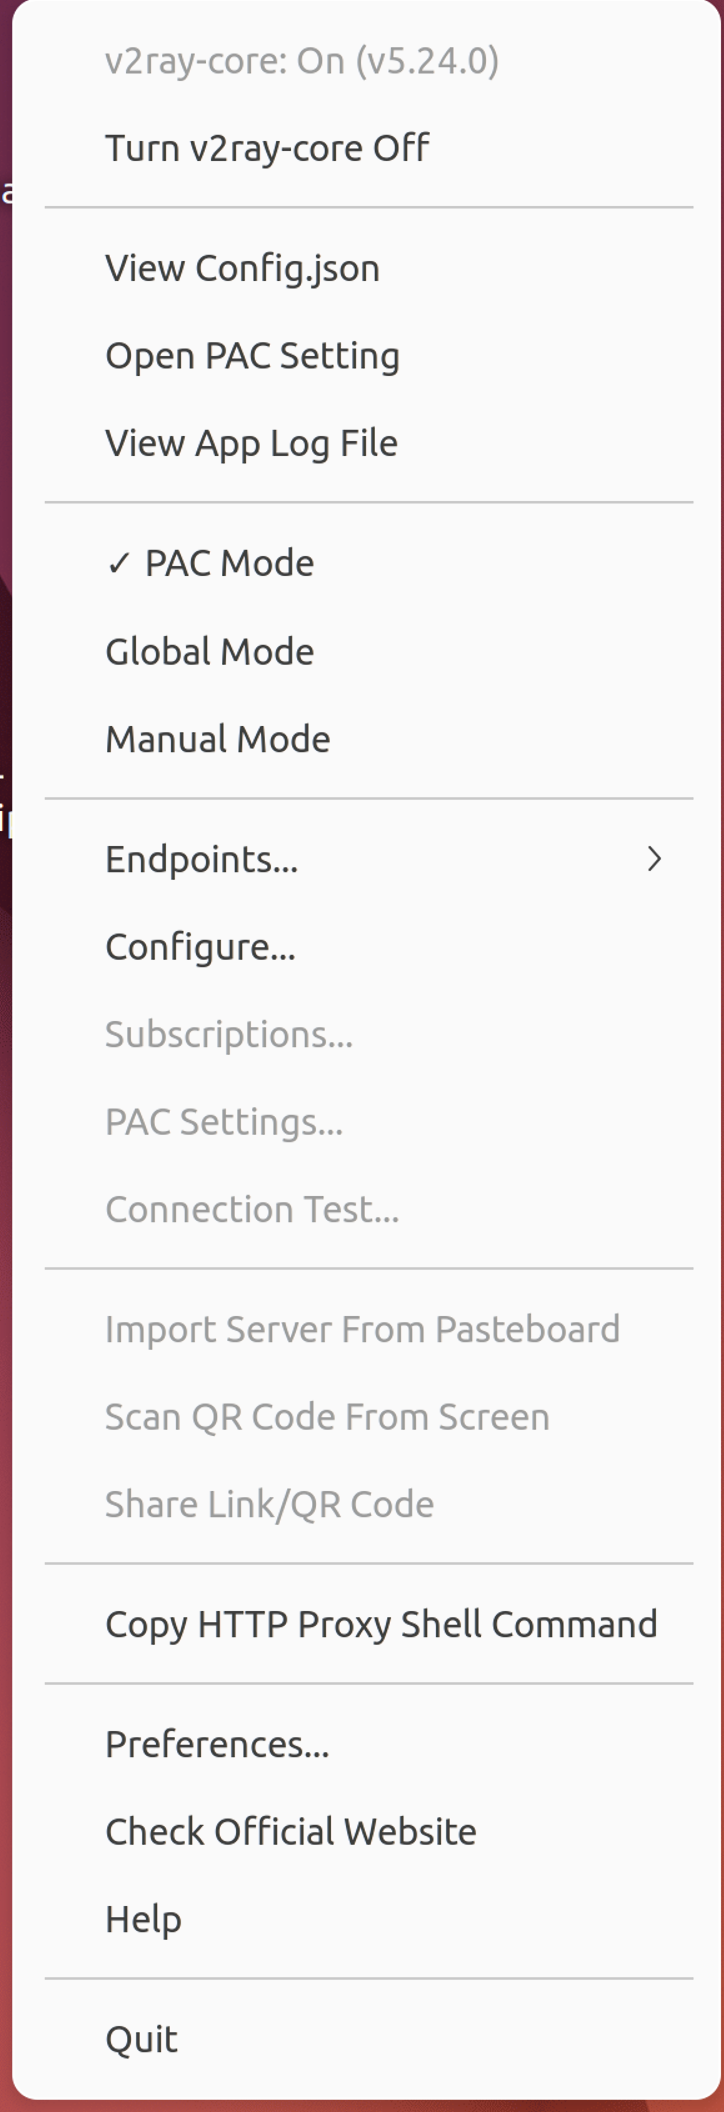 v2ray-core: On (v5.24.0)
Turn v2ray-core Off
View Config.json
Open PAC Setting
View App Log File
✓ PAC Mode
Global Mode
Manual Mode
Endpoints...
Configure...
Subscriptions...
PAC Settings...
Connection Test...
Import Server From Pasteboard
Scan QR Code From Screen
Share Link/QR Code
Copy HTTP Proxy Shell Command
Preferences...
Check Official Website
Help
Quit